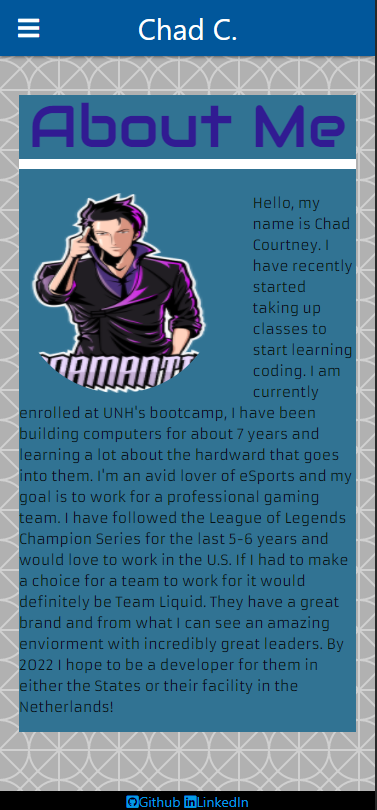 Chad C.
About Me
ADAMANTI
Hello, my
name is Chad
Courtney. I
have recently
started
taking up
classes to
start learning
coding. I am
currently
enrolled at UNH's bootcamp, I have been
building computers for about 7 years and
learning a lot about the hardward that goes
into them. I'm an avid lover of eSports and my
goal is to work for a professional gaming
team. I have followed the League of Legends
Champion Series for the last 5-6 years and
would love to work in the U.S. If I had to make
a choice for a team to work for it would
definitely be Team Liquid. They have a great
brand and from what I can see an amazing
enviorment with incredibly great leaders. By
2022 I hope to be a developer for them in
either the States or their facility in the
Netherlands!
Github LinkedIn